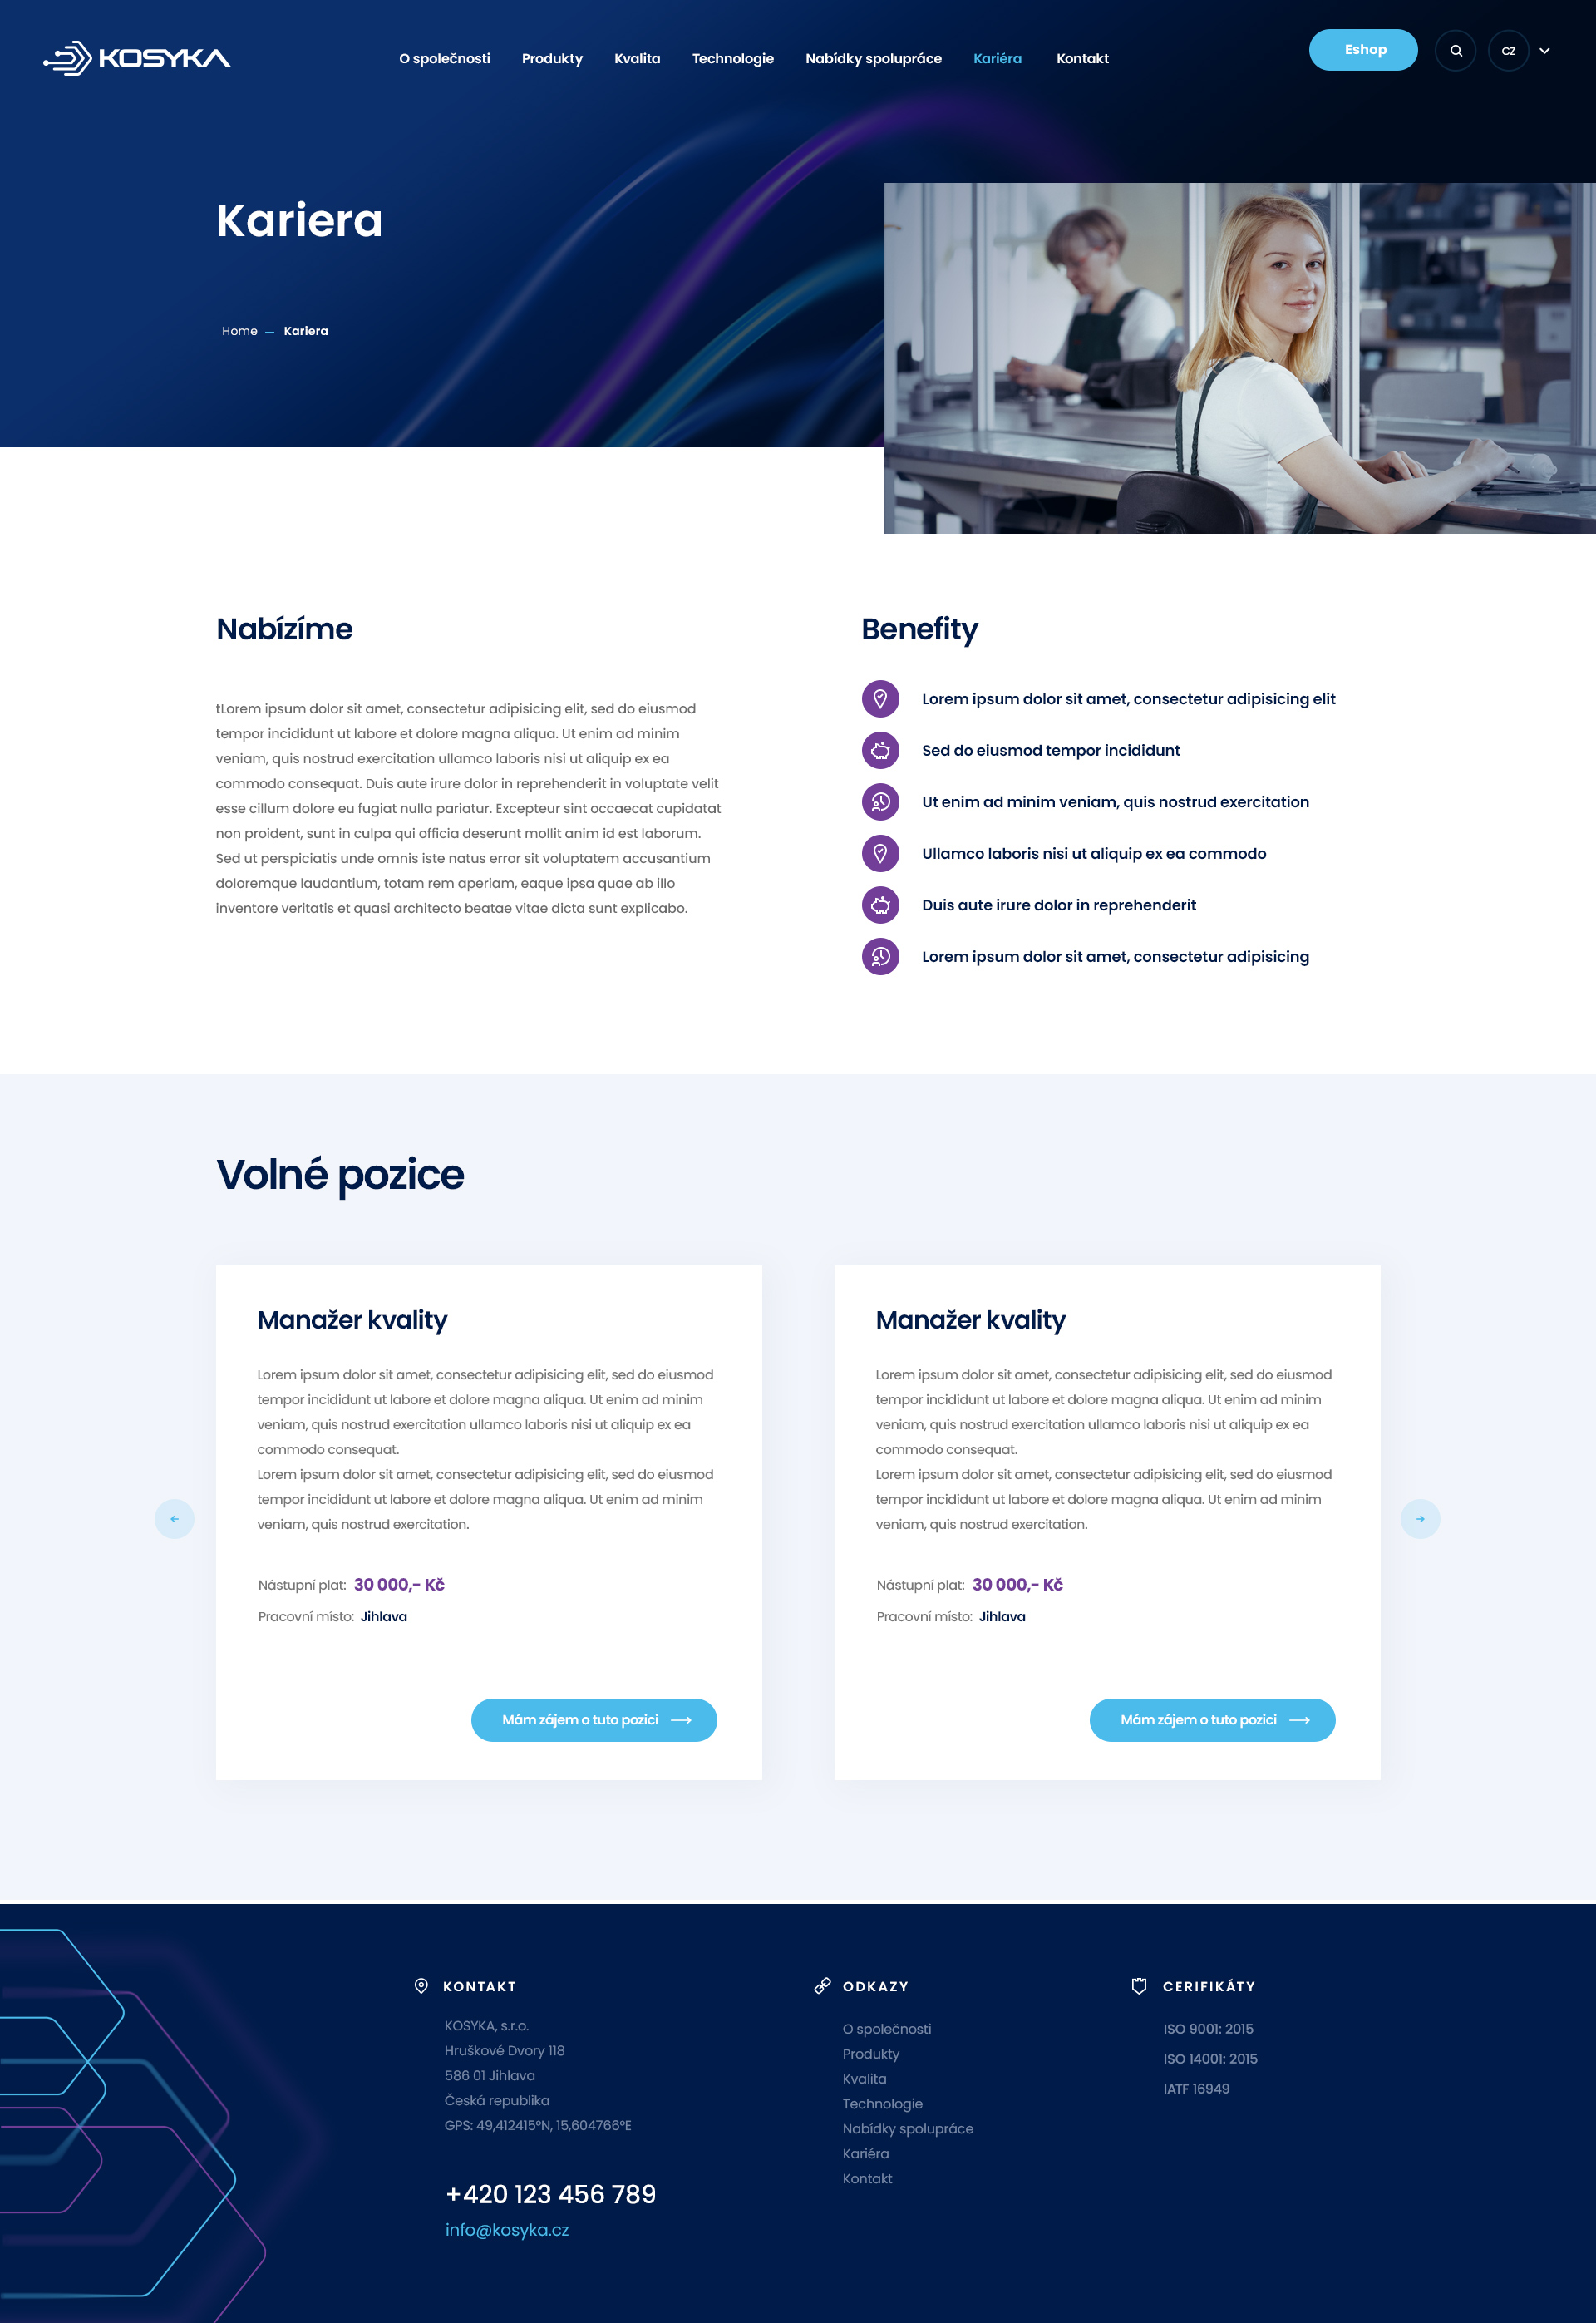 KOSYKA
O společnosti Produkty Kvalita Technologie Nabídky spolupráce Kariéra Kontakt
Eshop
CZ
Kariera
Home — Kariera
Nabízíme
tLorem ipsum dolor sit amet, consectetur adipisicing elit, sed do eiusmod
tempor incididunt ut labore et dolore magna aliqua. Ut enim ad minim
veniam, quis nostrud exercitation ullamco laboris nisi ut aliquip ex ea
commodo consequat. Duis aute irure dolor in reprehenderit in voluptate velit
esse cillum dolore eu fugiat nulla pariatur. Excepteur sint occaecat cupidatat
non proident, sunt in culpa qui officia deserunt mollit anim id est laborum.
Sed ut perspiciatis unde omnis iste natus error sit voluptatem accusantium
doloremque laudantium, totam rem aperiam, eaque ipsa quae ab illo
inventore veritatis et quasi architecto beatae vitae dicta sunt explicabo.
Benefity
Lorem ipsum dolor sit amet, consectetur adipisicing elit
Sed do eiusmod tempor incididunt
Ut enim ad minim veniam, quis nostrud exercitation
Ullamco laboris nisi ut aliquip ex ea commodo
Duis aute irure dolor in reprehenderit
Lorem ipsum dolor sit amet, consectetur adipisicing
Volné pozice
Manažer kvality
Lorem ipsum dolor sit amet, consectetur adipisicing elit, sed do eiusmod
tempor incididunt ut labore et dolore magna aliqua. Ut enim ad minim
veniam, quis nostrud exercitation ullamco laboris nisi ut aliquip ex ea
commodo consequat.
Lorem ipsum dolor sit amet, consectetur adipisicing elit, sed do eiusmod
tempor incididunt ut labore et dolore magna aliqua. Ut enim ad minim
veniam, quis nostrud exercitation.
Nástupní plat: 30 000,- Kč
Pracovní místo: Jihlava
Mám zájem o tuto pozici
Manažer kvality
Lorem ipsum dolor sit amet, consectetur adipisicing elit, sed do eiusmod
tempor incididunt ut labore et dolore magna aliqua. Ut enim ad minim
veniam, quis nostrud exercitation ullamco laboris nisi ut aliquip ex ea
commodo consequat.
Lorem ipsum dolor sit amet, consectetur adipisicing elit, sed do eiusmod
tempor incididunt ut labore et dolore magna aliqua. Ut enim ad minim
veniam, quis nostrud exercitation.
Nástupní plat: 30 000,- Kč
Pracovní místo: Jihlava
Mám zájem o tuto pozici
KONTAKT
KOSYKA, s.r.o.
Hruškové Dvory 118
586 01 Jihlava
Česká republika
GPS: 49,412415°N, 15,604766°E
+420 123 456 789
info@kosyka.cz
ODKAZY
O společnosti
Produkty
Kvalita
Technologie
Nabídky spolupráce
Kariéra
Kontakt
CERIFIKÁTY
ISO 9001: 2015
ISO 14001: 2015
IATF 16949